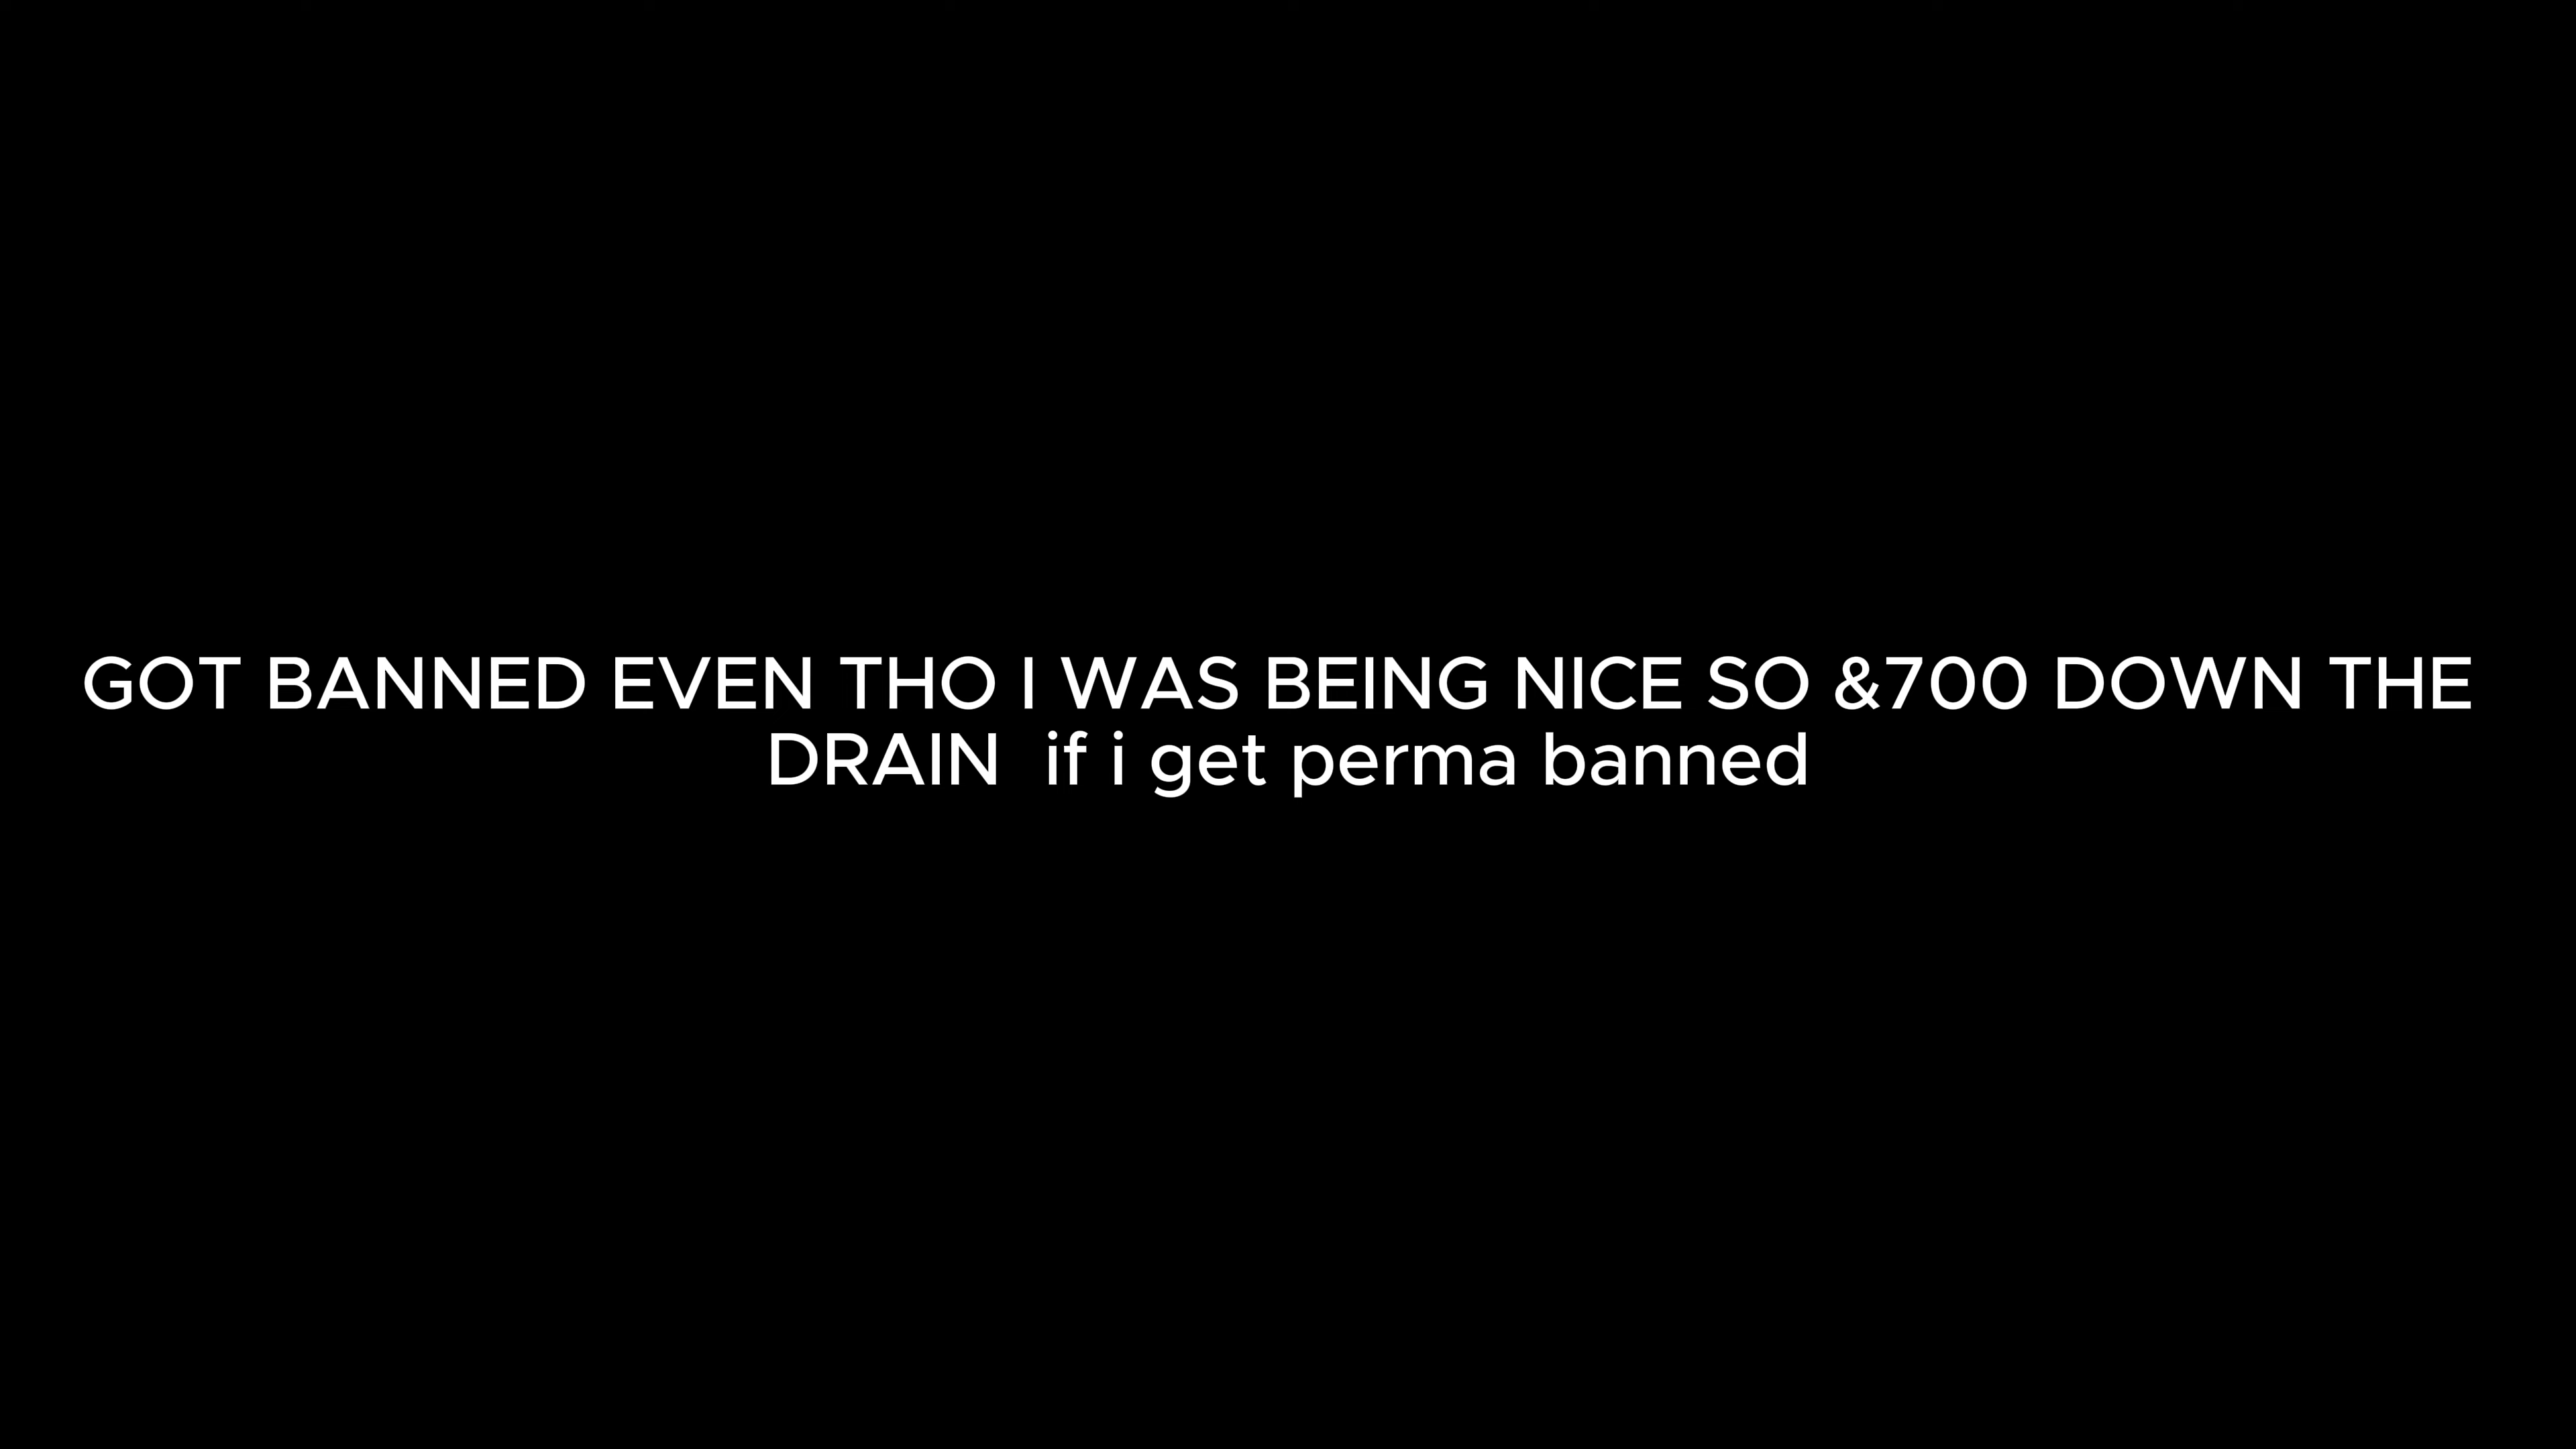 GOT BANNED EVEN THO I WAS BEING NICE SO &700 DOWN THE
DRAIN  if i get perma banned